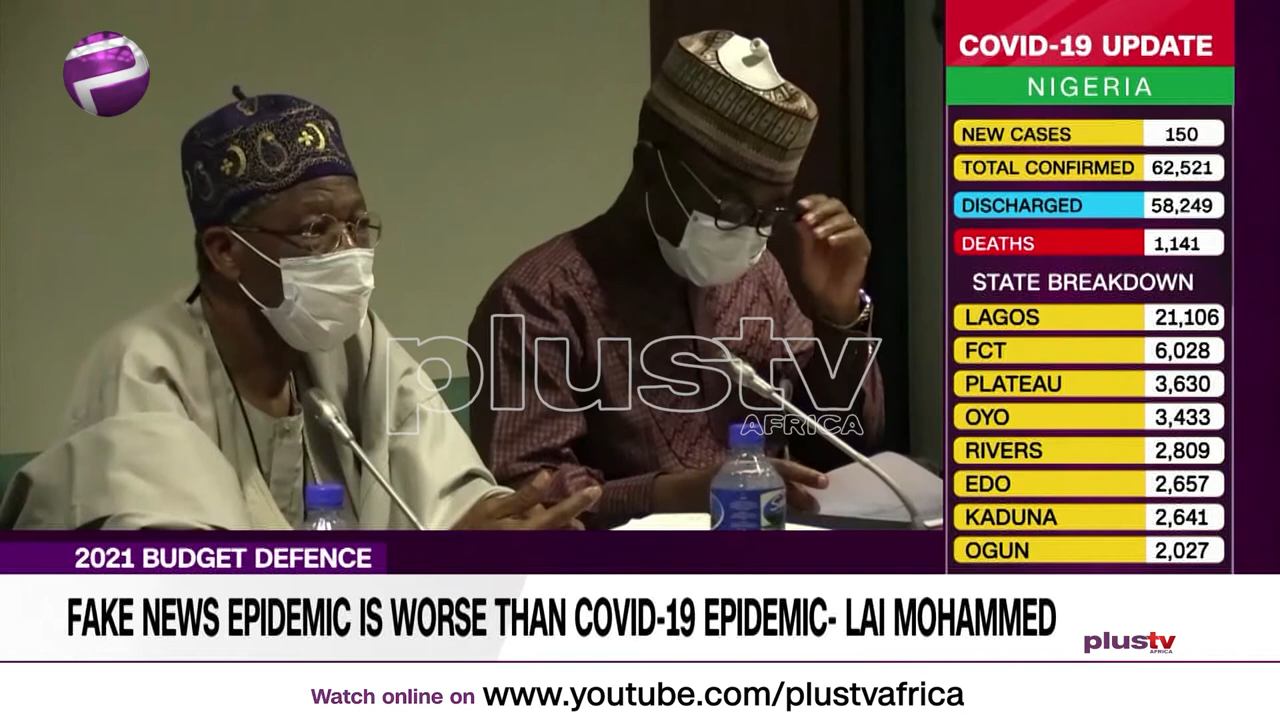 COVID-19 UPDATE
NIGERIA
NEW CASES 150
TOTAL CONFIRMED 62,521
DISCHARGED 58,249
DEATHS 1,141
STATE BREAKDOWN
LAGOS 21,106
FCT 6,028
PLATEAU 3,630
OYO 3,433
RIVERS 2,809
EDO 2,657
KADUNA 2,641
OGUN 2,027
plustv
AFRICA
2021 BUDGET DEFENCE
FAKE NEWS EPIDEMIC IS WORSE THAN COVID-19 EPIDEMIC- LAI MOHAMMED
plustv
AFRICA
Watch online on www.youtube.com/plustvafrica